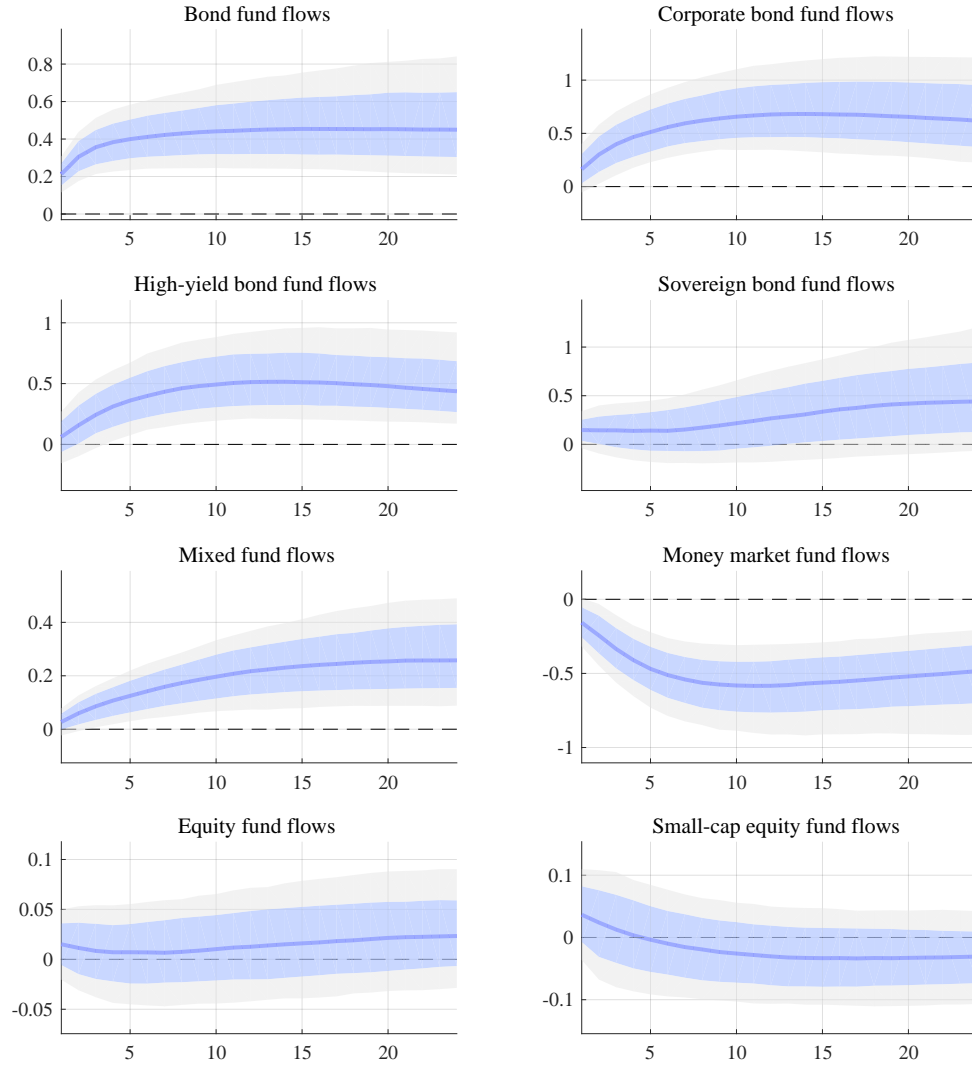 Bond fund flows
0.8
0.6
0.4
0.2
0
5 10 15 20
Corporate bond fund flows
1
0.5
0
5 10 15 20
High-yield bond fund flows
1
0.5
0
5 10 15 20
Sovereign bond fund flows
1
0.5
0
5 10 15 20
Mixed fund flows
0.4
0.2
0
5 10 15 20
Money market fund flows
0
-0.5
-1
5 10 15 20
Equity fund flows
0.1
0.05
0
-0.05
5 10 15 20
Small-cap equity fund flows
0.1
0
-0.1
5 10 15 20